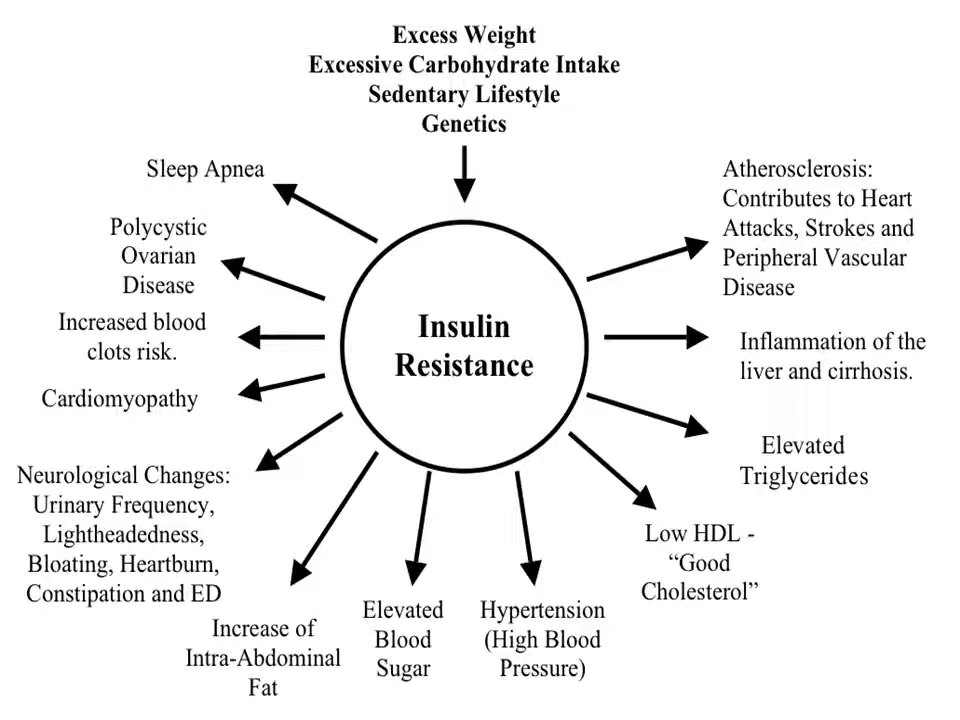 Excess Weight
Excessive Carbohydrate Intake
Sedentary Lifestyle
Genetics
Sleep Apnea
Polycystic
Ovarian
Disease
Increased blood
clots risk.
Cardiomyopathy
Neurological Changes:
Urinary Frequency,
Lightheadedness,
Bloating, Heartburn,
Constipation and ED
Increase of
Intra-Abdominal
Fat
Elevated
Blood
Sugar
Hypertension
(High Blood
Pressure)
Low HDL -
“Good
Cholesterol”
Elevated
Triglycerides
Inflammation of the
liver and cirrhosis.
Atherosclerosis:
Contributes to Heart
Attacks, Strokes and
Peripheral Vascular
Disease
Insulin
Resistance